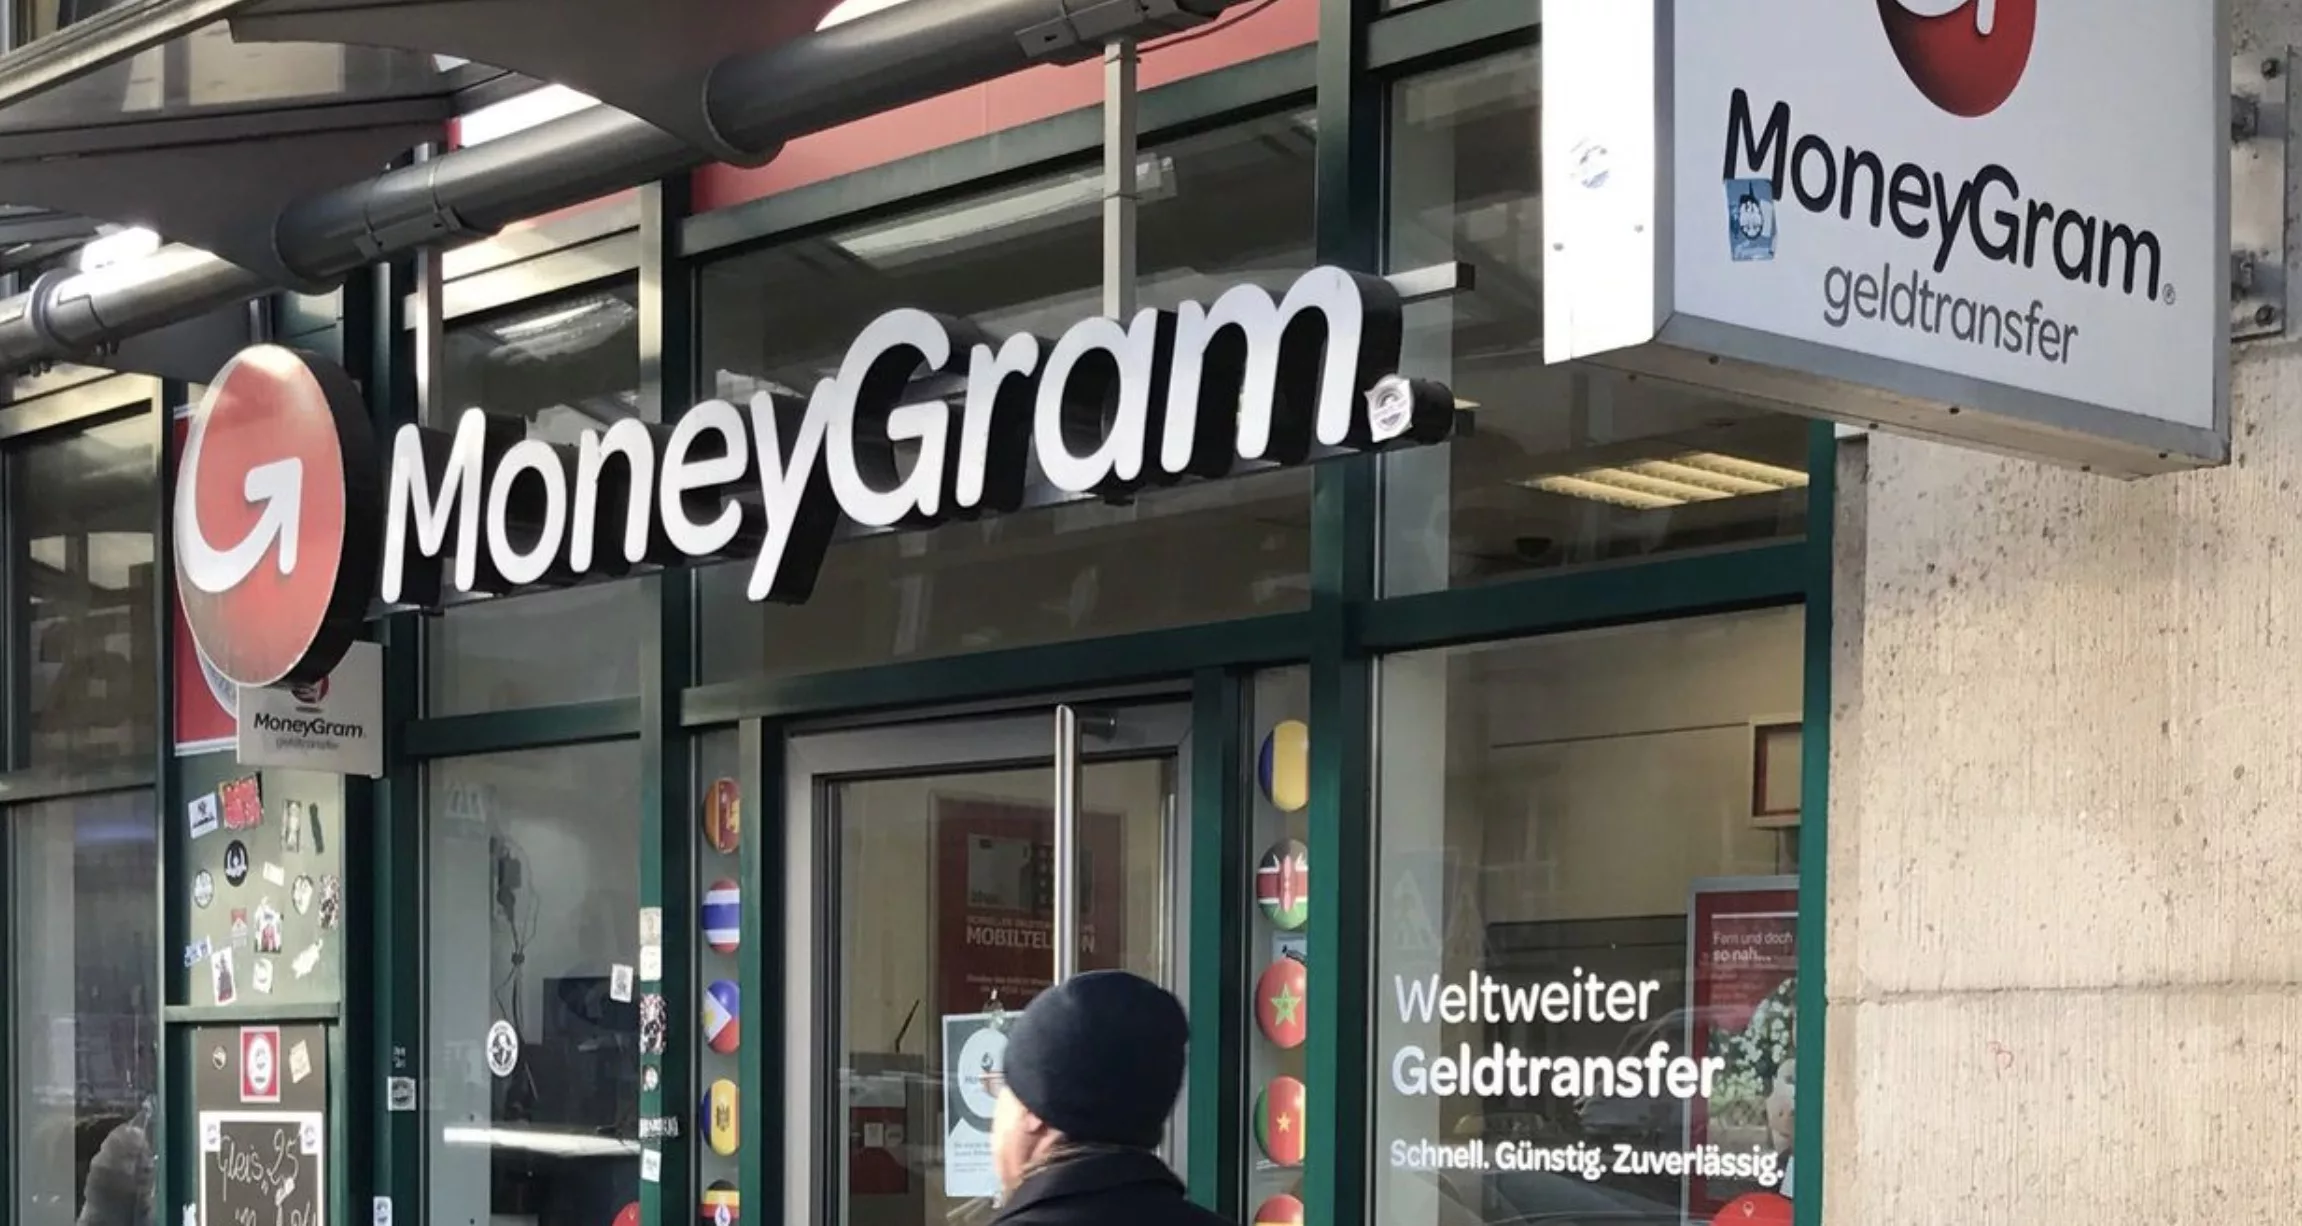 MoneyGram®
geldtransfer
MoneyGram.
MoneyGram.
geldtransfer
MOBILTELEFON
Fern und doch
so nah...
Weltweiter
Geldtransfer
Schnell. Günstig. Zuverlässig.
Gleis 25